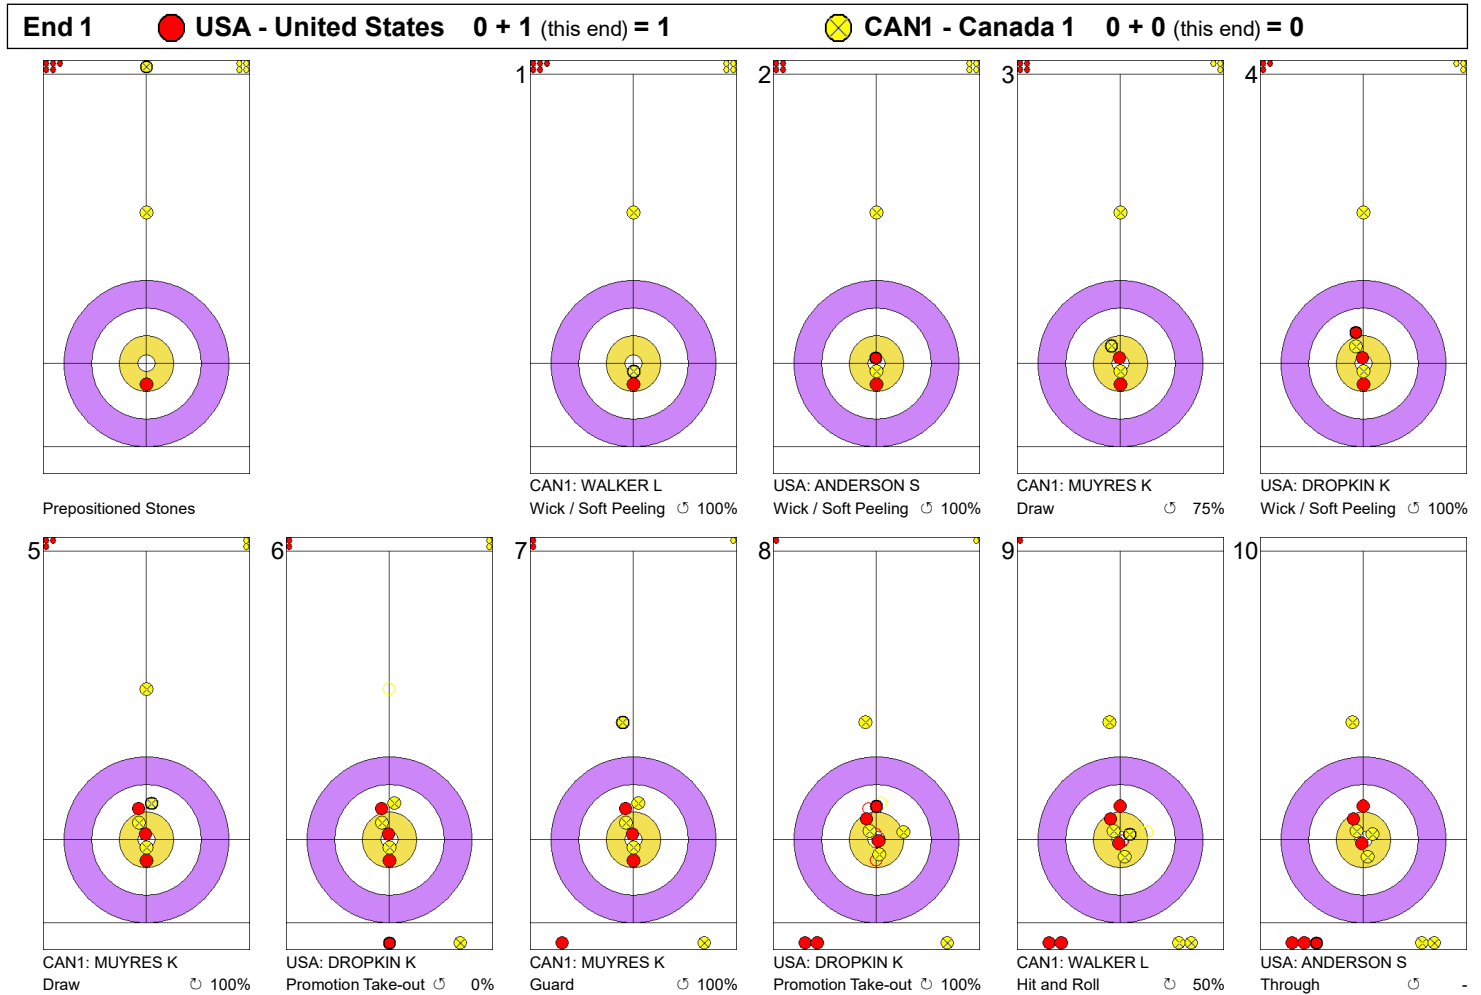 End 1 USA - United States 0 + 1 (this end) = 1 CAN1 - Canada 1 0 + 0 (this end) = 0
1 2 3 4
CAN1: WALKER L USA: ANDERSON S CAN1: MUYRES K USA: DROPKIN K
Prepositioned Stones Wick / Soft Peeling ↺ 100% Wick / Soft Peeling ↺ 100% Draw ↺ 75% Wick / Soft Peeling ↺ 100%
5 6 7 8 9 10
CAN1: MUYRES K USA: DROPKIN K CAN1: MUYRES K USA: DROPKIN K CAN1: WALKER L USA: ANDERSON S
Draw ↻ 100% Promotion Take-out ↺ 0% Guard ↺ 100% Promotion Take-out ↻ 100% Hit and Roll ↻ 50% Through ↺ -